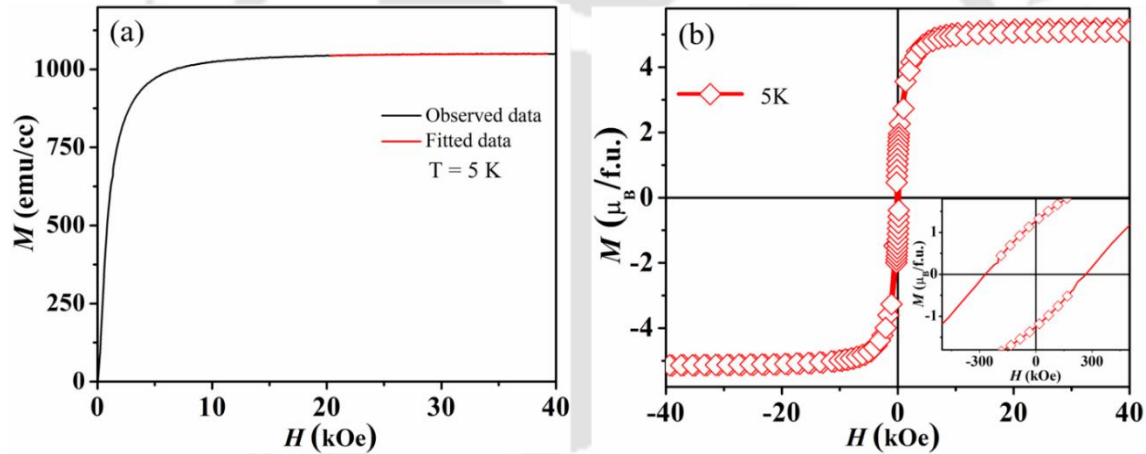 (a)
1000
750
500
250
0
M (emu/cc)
Observed data
Fitted data
T = 5 K
0 10 20 30 40
H (kOe)
(b)
4
2
0
-2
-4
M (μB/f.u.)
5K
-40 -20 0 20 40
H (kOe)
1
0
-1
M (μB/f.u.)
-300 0 300
H (kOe)